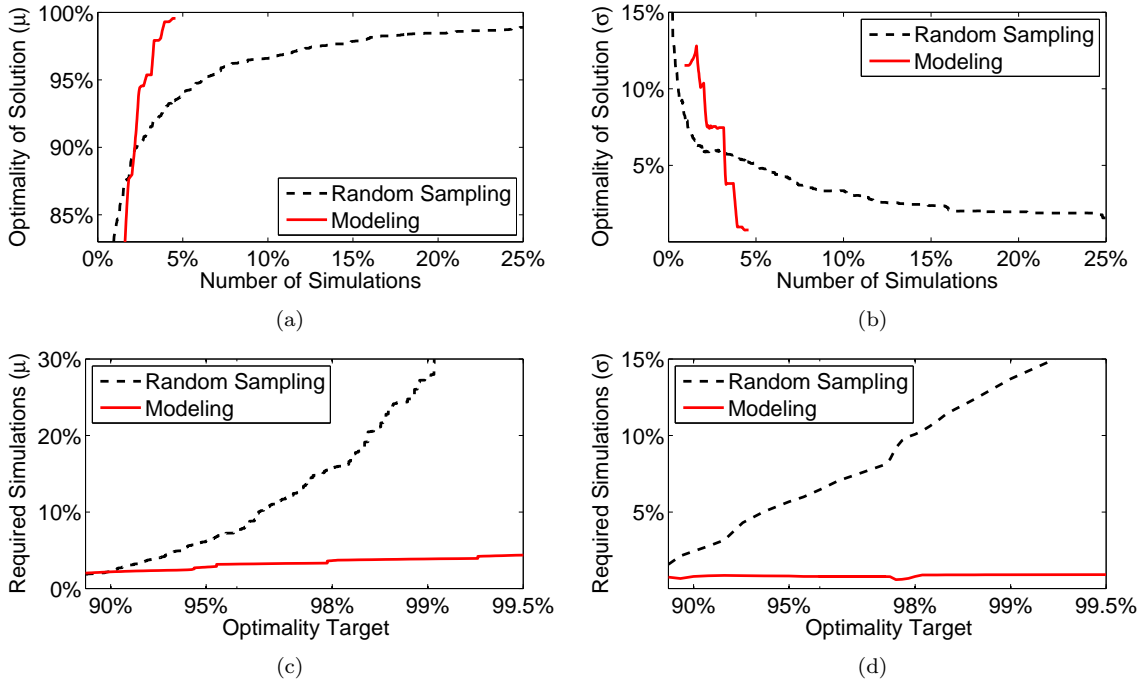 100%
95%
90%
85%
Optimality of Solution (μ)
Random Sampling
Modeling
0% 5% 10% 15% 20% 25%
Number of Simulations
(a)
15%
10%
5%
Optimality of Solution (σ)
Random Sampling
Modeling
0% 5% 10% 15% 20% 25%
Number of Simulations
(b)
30%
20%
10%
0%
Required Simulations (μ)
Random Sampling
Modeling
90% 95% 98% 99% 99.5%
Optimality Target
(c)
15%
10%
5%
Required Simulations (σ)
Random Sampling
Modeling
90% 95% 98% 99% 99.5%
Optimality Target
(d)